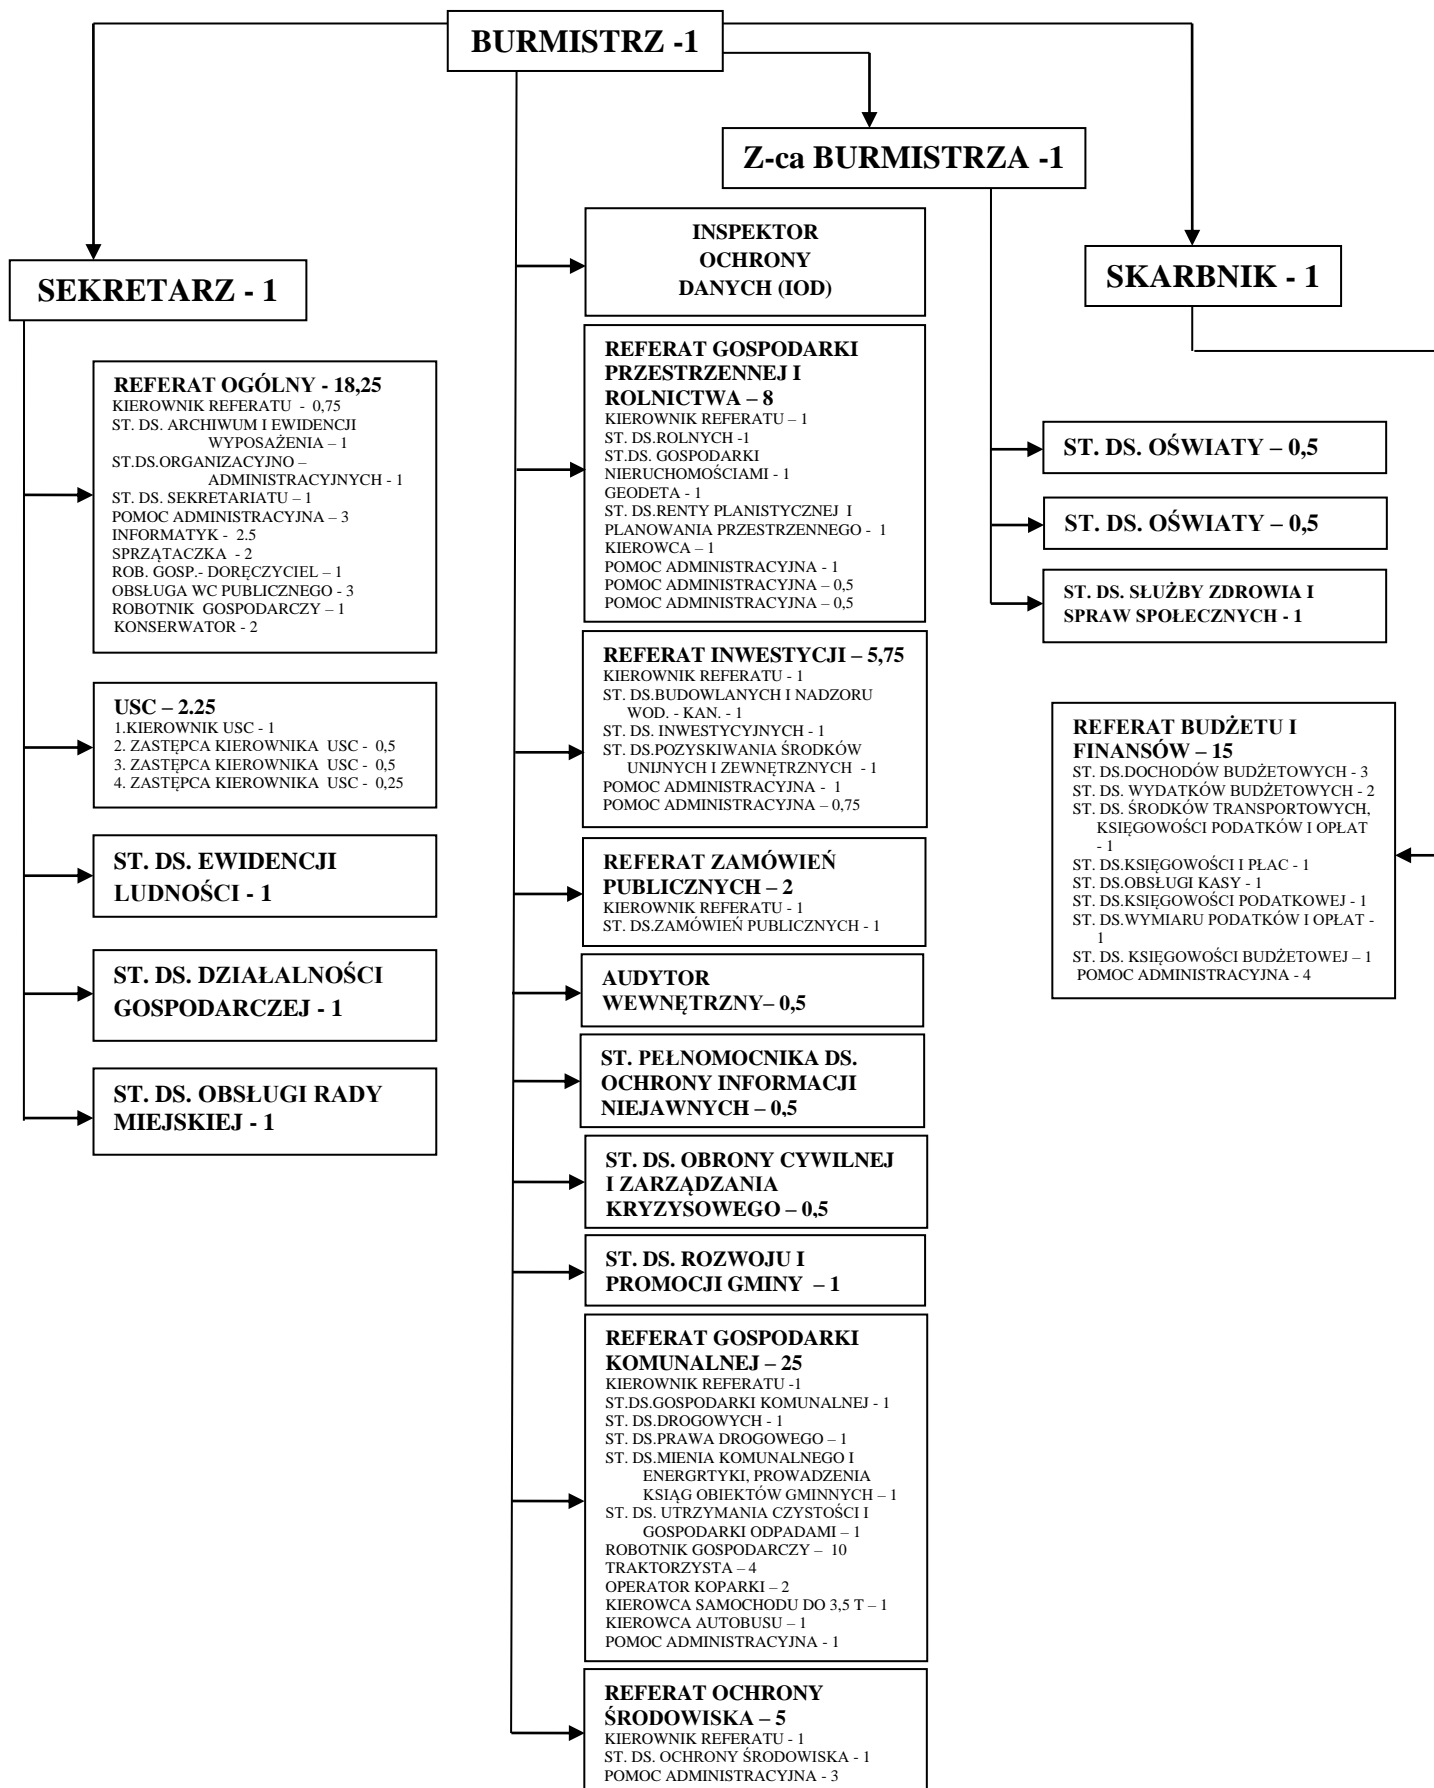 BURMISTRZ -1
Z-ca BURMISTRZA -1
SEKRETARZ - 1
SKARBNIK - 1
REFERAT OGÓLNY - 18,25
KIEROWNIK REFERATU - 0,75
ST. DS. ARCHIWUM I EWIDENCJI
WYPOSAŻENIA – 1
ST.DS.ORGANIZACYJNO –
ADMINISTRACYJNYCH - 1
ST. DS. SEKRETARIATU – 1
POMOC ADMINISTRACYJNA – 3
INFORMATYK - 2.5
SPRZĄTACZKA - 2
ROB. GOSP.- DORĘCZYCIEL – 1
OBSŁUGA WC PUBLICZNEGO - 3
ROBOTNIK GOSPODARCZY – 1
KONSERWATOR - 2
USC – 2.25
1.KIEROWNIK USC - 1
2. ZASTĘPCA KIEROWNIKA USC - 0,5
3. ZASTĘPCA KIEROWNIKA USC - 0,5
4. ZASTĘPCA KIEROWNIKA USC - 0,25
ST. DS. EWIDENCJI
LUDNOŚCI - 1
ST. DS. DZIAŁALNOŚCI
GOSPODARCZEJ - 1
ST. DS. OBSŁUGI RADY
MIEJSKIEJ - 1
INSPEKTOR
OCHRONY
DANYCH (IOD)
REFERAT GOSPODARKI
PRZESTRZENNEJ I
ROLNICTWA – 8
KIEROWNIK REFERATU – 1
ST. DS.ROLNYCH -1
ST.DS. GOSPODARKI
NIERUCHOMOŚCIAMI - 1
GEODETA - 1
ST. DS.RENTY PLANISTYCZNEJ I
PLANOWANIA PRZESTRZENNEGO - 1
KIEROWCA – 1
POMOC ADMINISTRACYJNA - 1
POMOC ADMINISTRACYJNA – 0,5
POMOC ADMINISTRACYJNA – 0,5
REFERAT INWESTYCJI – 5,75
KIEROWNIK REFERATU - 1
ST. DS.BUDOWLANYCH I NADZORU
WOD. - KAN. - 1
ST. DS. INWESTYCYJNYCH - 1
ST. DS.POZYSKIWANIA ŚRODKÓW
UNIJNYCH I ZEWNĘTRZNYCH - 1
POMOC ADMINISTRACYJNA - 1
POMOC ADMINISTRACYJNA – 0,75
REFERAT ZAMÓWIEŃ
PUBLICZNYCH – 2
KIEROWNIK REFERATU - 1
ST. DS.ZAMÓWIEŃ PUBLICZNYCH - 1
AUDYTOR
WEWNĘTRZNY– 0,5
ST. PEŁNOMOCNIKA DS.
OCHRONY INFORMACJI
NIEJAWNYCH – 0,5
ST. DS. OBRONY CYWILNEJ
I ZARZĄDZANIA
KRYZYSOWEGO – 0,5
ST. DS. ROZWOJU I
PROMOCJI GMINY – 1
REFERAT GOSPODARKI
KOMUNALNEJ – 25
KIEROWNIK REFERATU -1
ST.DS.GOSPODARKI KOMUNALNEJ - 1
ST. DS.DROGOWYCH - 1
ST. DS.PRAWA DROGOWEGO – 1
ST. DS.MIENIA KOMUNALNEGO I
ENERGRTYKI, PROWADZENIA
KSIĄG OBIEKTÓW GMINNYCH – 1
ST. DS. UTRZYMANIA CZYSTOŚCI I
GOSPODARKI ODPADAMI – 1
ROBOTNIK GOSPODARCZY – 10
TRAKTORZYSTA – 4
OPERATOR KOPARKI – 2
KIEROWCA SAMOCHODU DO 3,5 T – 1
KIEROWCA AUTOBUSU – 1
POMOC ADMINISTRACYJNA - 1
REFERAT OCHRONY
ŚRODOWISKA – 5
KIEROWNIK REFERATU - 1
ST. DS. OCHRONY ŚRODOWISKA - 1
POMOC ADMINISTRACYJNA - 3
ST. DS. OŚWIATY – 0,5
ST. DS. OŚWIATY – 0,5
ST. DS. SŁUŻBY ZDROWIA I
SPRAW SPOŁECZNYCH - 1
REFERAT BUDŻETU I
FINANSÓW – 15
ST. DS.DOCHODÓW BUDŻETOWYCH - 3
ST. DS. WYDATKÓW BUDŻETOWYCH - 2
ST. DS. ŚRODKÓW TRANSPORTOWYCH,
KSIĘGOWOŚCI PODATKÓW I OPŁAT
- 1
ST. DS.KSIĘGOWOŚCI I PŁAC - 1
ST. DS.OBSŁUGI KASY - 1
ST. DS.KSIĘGOWOŚCI PODATKOWEJ - 1
ST. DS.WYMIARU PODATKÓW I OPŁAT -
1
ST. DS. KSIĘGOWOŚCI BUDŻETOWEJ – 1
POMOC ADMINISTRACYJNA - 4